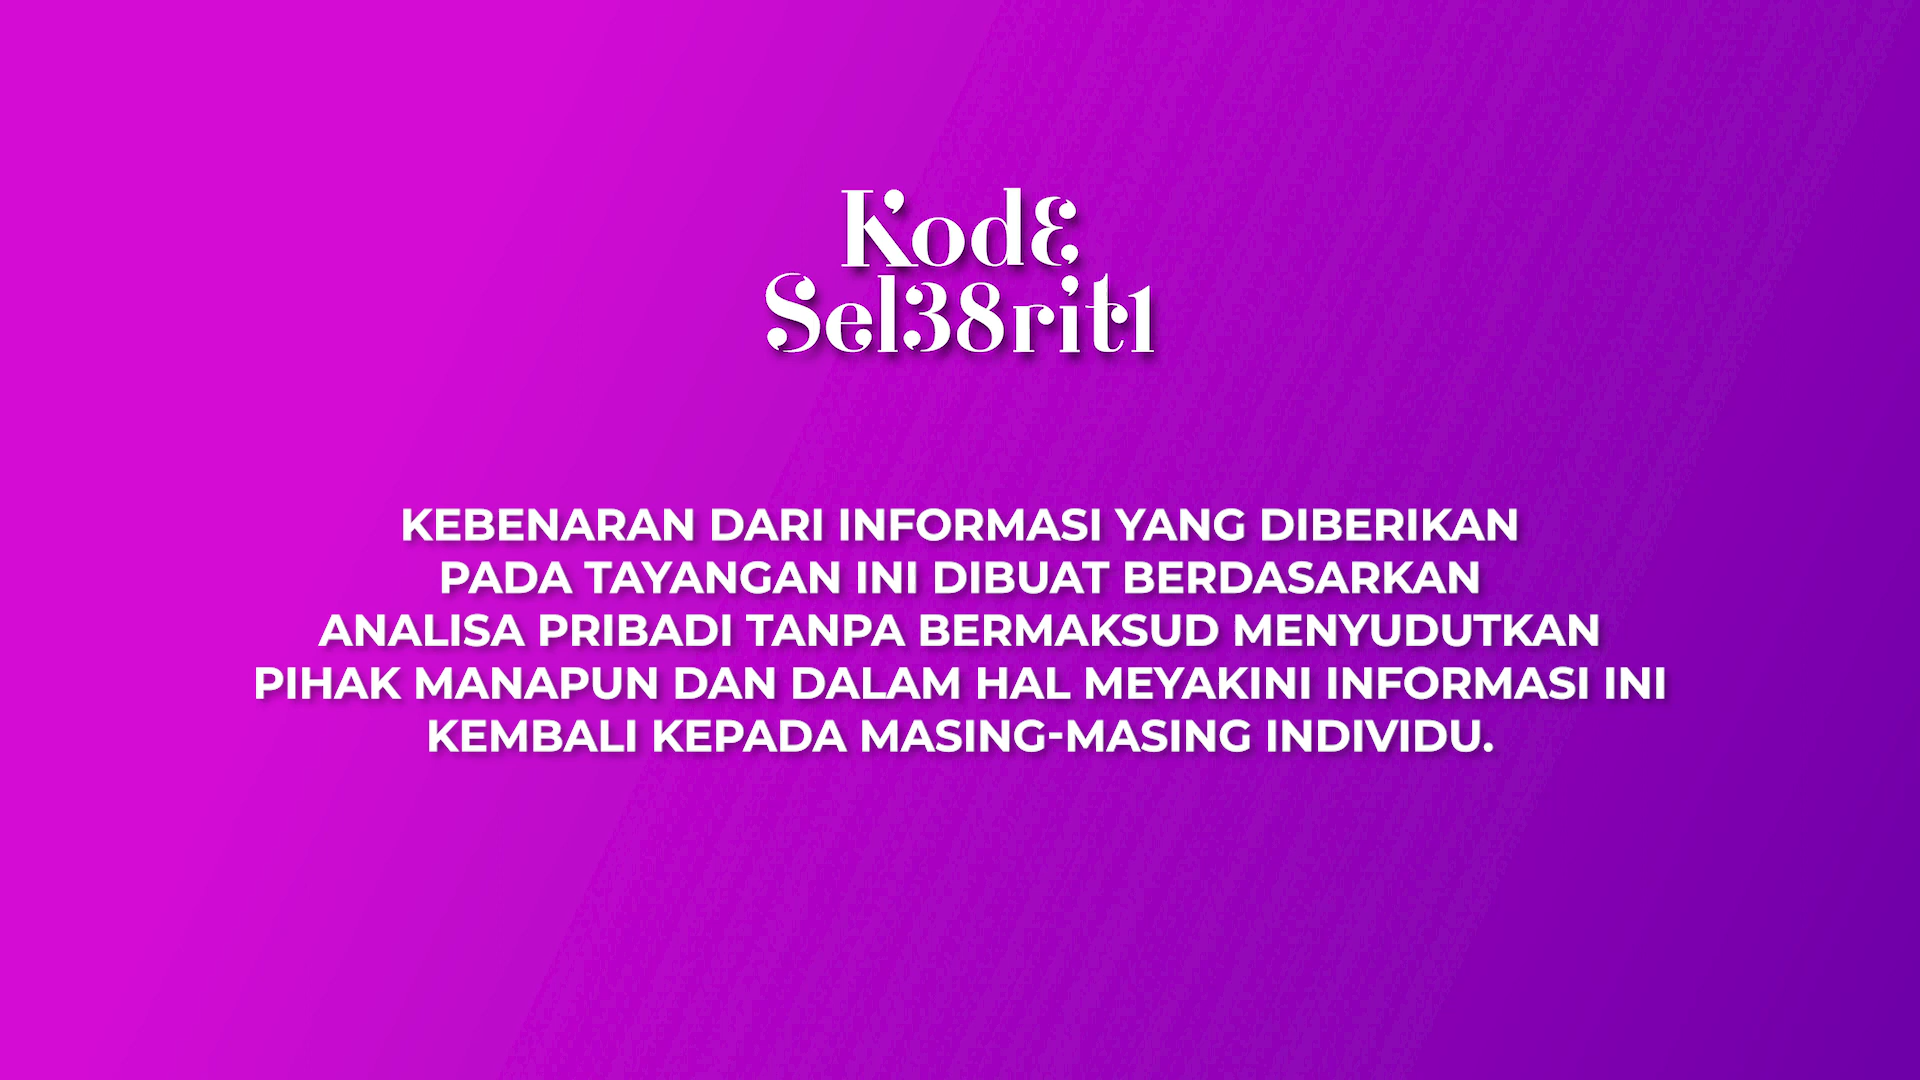 Kodε
Sel38rit1
KEBENARAN DARI INFORMASI YANG DIBERIKAN
PADA TAYANGAN INI DIBUAT BERDASARKAN
ANALISA PRIBADI TANPA BERMAKSUD MENYUDUTKAN
PIHAK MANAPUN DAN DALAM HAL MEYAKINI INFORMASI INI
KEMBALI KEPADA MASING-MASING INDIVIDU.